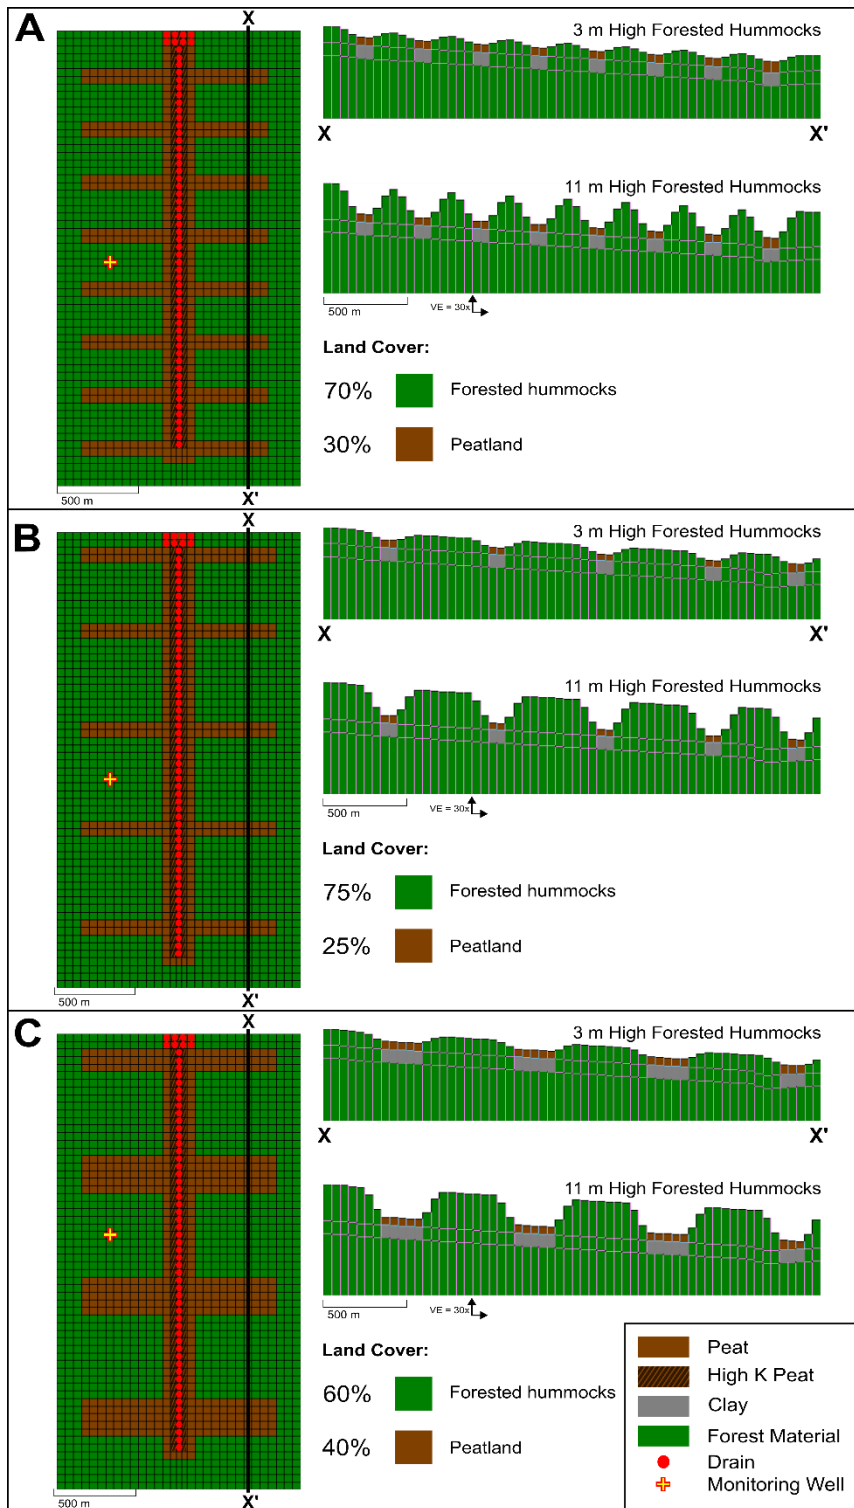 A
X
3 m High Forested Hummocks
X X'
11 m High Forested Hummocks
500 m
VE = 30x
Land Cover:
70% Forested hummocks
30% Peatland
500 m
X'
B
X
3 m High Forested Hummocks
X X'
11 m High Forested Hummocks
500 m
VE = 30x
Land Cover:
75% Forested hummocks
25% Peatland
500 m
X'
C
X
3 m High Forested Hummocks
X X'
11 m High Forested Hummocks
500 m
VE = 30x
Land Cover:
60% Forested hummocks
40% Peatland
500 m
X'
Peat
High K Peat
Clay
Forest Material
Drain
Monitoring Well